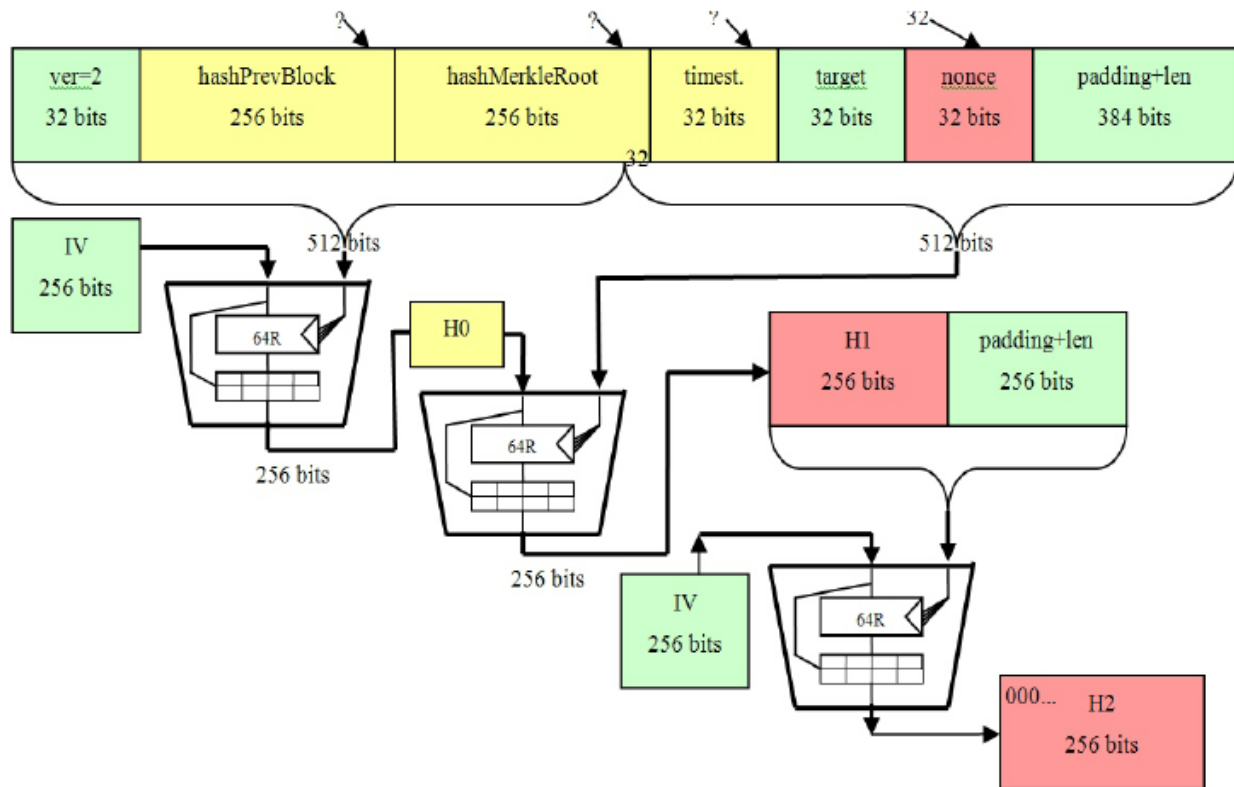 ? ? ? 32
ver=2 hashPrevBlock hashMerkleRoot timest. target nonce padding+len
32 bits 256 bits 256 bits 32 bits 32 bits 32 bits 384 bits
32
IV
256 bits
512 bits
512 bits
64R
256 bits
H0
64R
256 bits
H1 padding+len
256 bits 256 bits
IV
256 bits
64R
000...
H2
256 bits